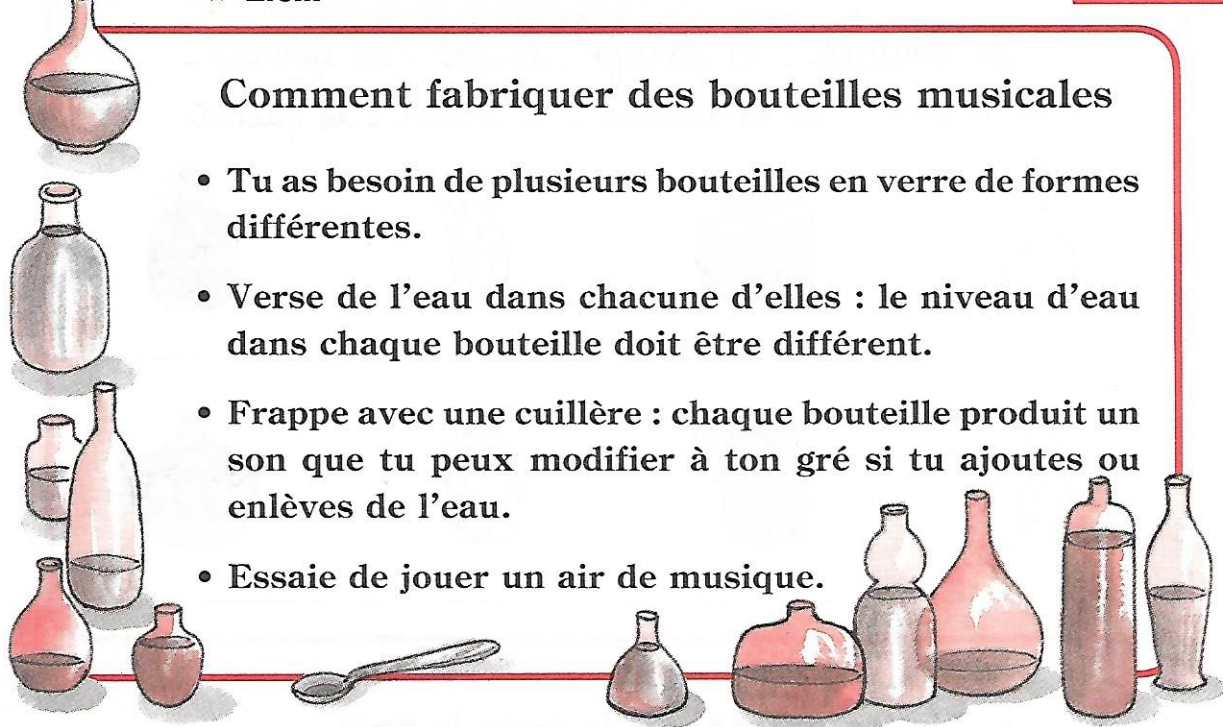 Comment fabriquer des bouteilles musicales
• Tu as besoin de plusieurs bouteilles en verre de formes
différentes.
• Verse de l'eau dans chacune d'elles : le niveau d'eau
dans chaque bouteille doit être différent.
• Frappe avec une cuillère : chaque bouteille produit un
son que tu peux modifier à ton gré si tu ajoutes ou
enlèves de l'eau.
• Essaie de jouer un air de musique.